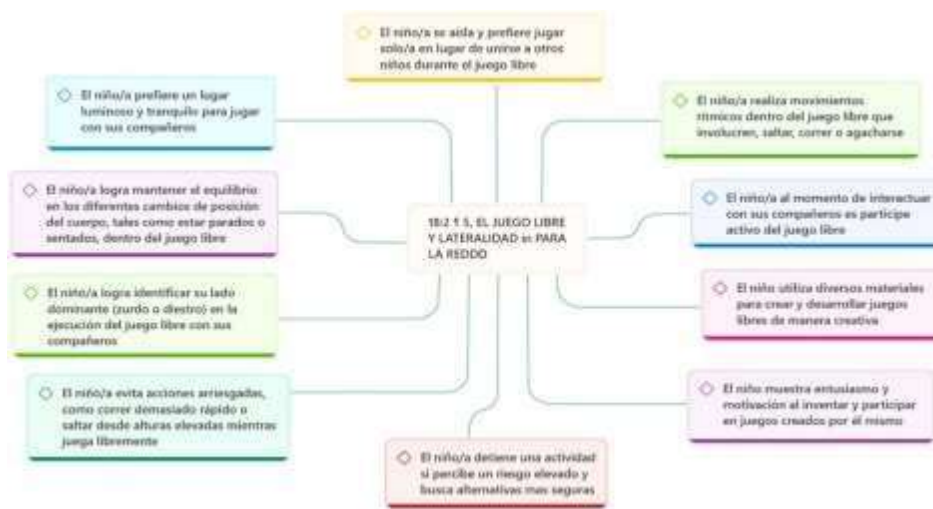 El niño/a se aísla y prefiere jugar
solo/a en lugar de unirse a otros
niños durante el juego libre
El niño/a prefiere un lugar
luminoso y tranquilo para jugar
con sus compañeros
El niño/a realiza movimientos
rítmicos dentro del juego libre que
involucren, saltar, correr o agacharse
El niño/a logra mantener el equilibrio
en los diferentes cambios de posición
del cuerpo, tales como estar parados o
sentados, dentro del juego libre
18:2 ¶ 5, EL JUEGO LIBRE
Y LATERALIDAD in PARA
LA REDDO
El niño/a al momento de interactuar
con sus compañeros es participe
activo del juego libre
El niño/a logra identificar su lado
dominante (zurdo o diestro) en la
ejecución del juego libre con sus
compañeros
El niño utiliza diversos materiales
para crear y desarrollar juegos
libres de manera creativa
El niño/a evita acciones arriesgadas,
como correr demasiado rápido o
saltar desde alturas elevadas mientras
juega libremente
El niño muestra entusiasmo y
motivación al inventar y participar
en juegos creados por él mismo
El niño/a detiene una actividad
si percibe un riesgo elevado y
busca alternativas mas seguras